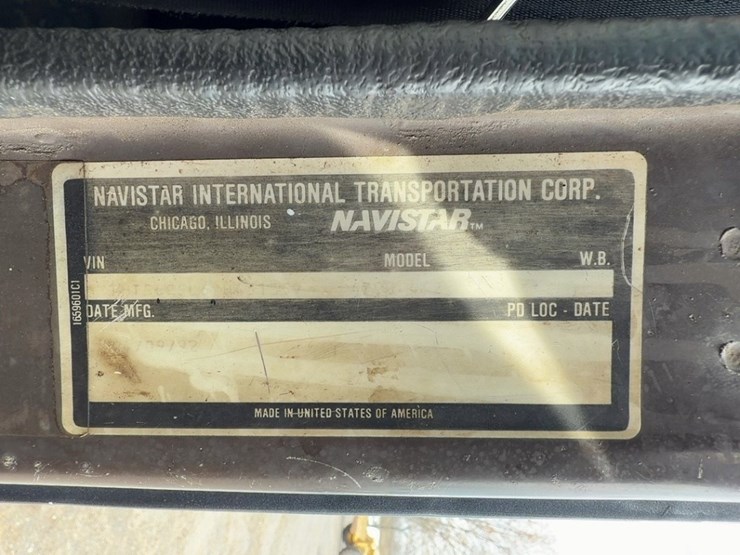 NAVISTAR INTERNATIONAL TRANSPORTATION CORP.
CHICAGO, ILLINOIS NAVISTAR TM
VIN MODEL W.B.
DATE MFG. PD LOC - DATE
MADE IN UNITED STATES OF AMERICA
1659601C1